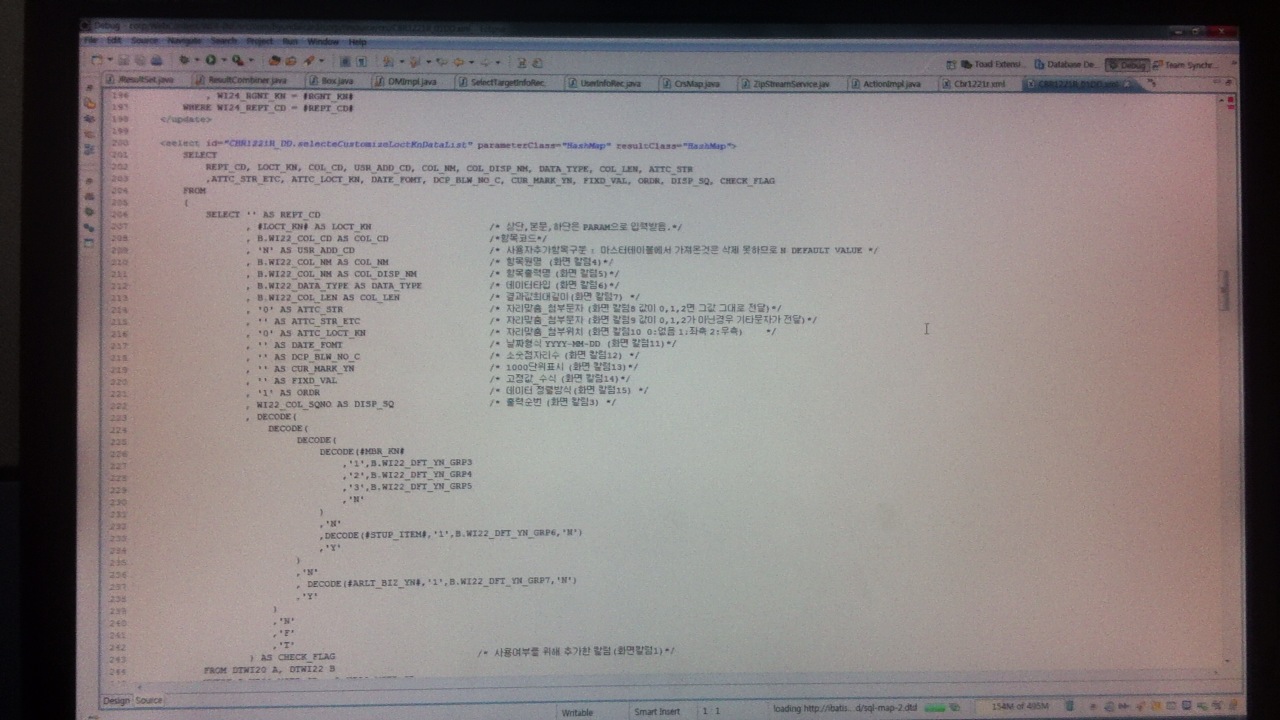 File Edit Source Navigate Search Project Run Window Help
Toad Extensi... Database De... Debug Team Synchr...
JResultSet.java ResultCombiner.java Box.java DMImpl.java SelectTargetInfoRec. UserInfoRec.java CrsMap.java ZipStreamService.jav ActionImpl.java Cbr1221r.xml
196 , WI24_RGNT_KN = #RGNT_KN#
197 WHERE WI24_REPT_CD = #REPT_CD#
198 </update>
199
200 <select id="CBR1221R_DD.selecteCustomizeLoctKnDataList" parameterClass="HashMap" resultClass="HashMap">
201 SELECT
202 REPT_CD, LOCT_KN, COL_CD, USR_ADD_CD, COL_NM, COL_DISP_NM, DATA_TYPE, COL_LEN, ATTC_STR
203 ,ATTC_STR_ETC, ATTC_LOCT_KN, DATE_FOMT, DCP_BLW_NO_C, CUR_MARK_YN, FIXD_VAL, ORDR, DISP_SQ, CHECK_FLAG
204 FROM
205 (
206 SELECT '' AS REPT_CD
207 , #LOCT_KN# AS LOCT_KN /* 상단,본문,하단은 PARAM으로 입력받음.*/
208 , B.WI22_COL_CD AS COL_CD /*항목코드*/
209 , 'N' AS USR_ADD_CD /* 사용자추가항목구분 : 마스터테이블에서 가져온것은 삭제 못하므로 N DEFAULT VALUE */
210 , B.WI22_COL_NM AS COL_NM /* 항목원명 (화면 칼럼4)*/
211 , B.WI22_COL_NM AS COL_DISP_NM /* 항목출력명 (화면 칼럼5)*/
212 , B.WI22_DATA_TYPE AS DATA_TYPE /* 데이터타입 (화면 칼럼6)*/
213 , B.WI22_COL_LEN AS COL_LEN /* 결과값최대길이(화면 칼럼7) */
214 , '0' AS ATTC_STR /* 자리맞춤_첨부문자 (화면 칼럼8 값이 0,1,2면 그값 그대로 전달)*/
215 , '' AS ATTC_STR_ETC /* 자리맞춤_첨부문자 (화면 칼럼9 값이 0,1,2가 아닌경우 기타문자가 전달)*/
216 , '0' AS ATTC_LOCT_KN /* 자리맞춤_첨부위치 (화면 칼럼10 0:없음 1:좌측 2:우측) */
217 , '' AS DATE_FOMT /* 날짜형식 YYYY-MM-DD (화면 칼럼11)*/
218 , '' AS DCP_BLW_NO_C /* 소숫점자리수 (화면 칼럼12) */
219 , '' AS CUR_MARK_YN /* 1000단위표시 (화면 칼럼13)*/
220 , '' AS FIXD_VAL /* 고정값_수식 (화면 칼럼14)*/
221 , '1' AS ORDR /* 데이터 정렬방식(화면 칼럼15) */
222 , WI22_COL_SQNO AS DISP_SQ /* 출력순번 (화면 칼럼3) */
223 , DECODE(
224 DECODE(
225 DECODE(
226 DECODE(#MBR_KN#
227 ,'1',B.WI22_DFT_YN_GRP3
228 ,'2',B.WI22_DFT_YN_GRP4
229 ,'3',B.WI22_DFT_YN_GRP5
230 ,'N'
231 )
232 ,'N'
233 ,DECODE(#STUP_ITEM#,'1',B.WI22_DFT_YN_GRP6,'N')
234 ,'Y'
235 )
236 ,'N'
237 , DECODE(#ARLT_BIZ_YN#,'1',B.WI22_DFT_YN_GRP7,'N')
238 ,'Y'
239 )
240 ,'N'
241 ,'F'
242 ,'T'
243 ) AS CHECK_FLAG /* 사용여부를 위해 추가한 칼럼(화면칼럼1)*/
244 FROM DTWI20 A, DTWI22 B
Design Source
Writable Smart Insert 1 1 loading http://ibatis...d/sql-map-2.dtd 154M of 495M